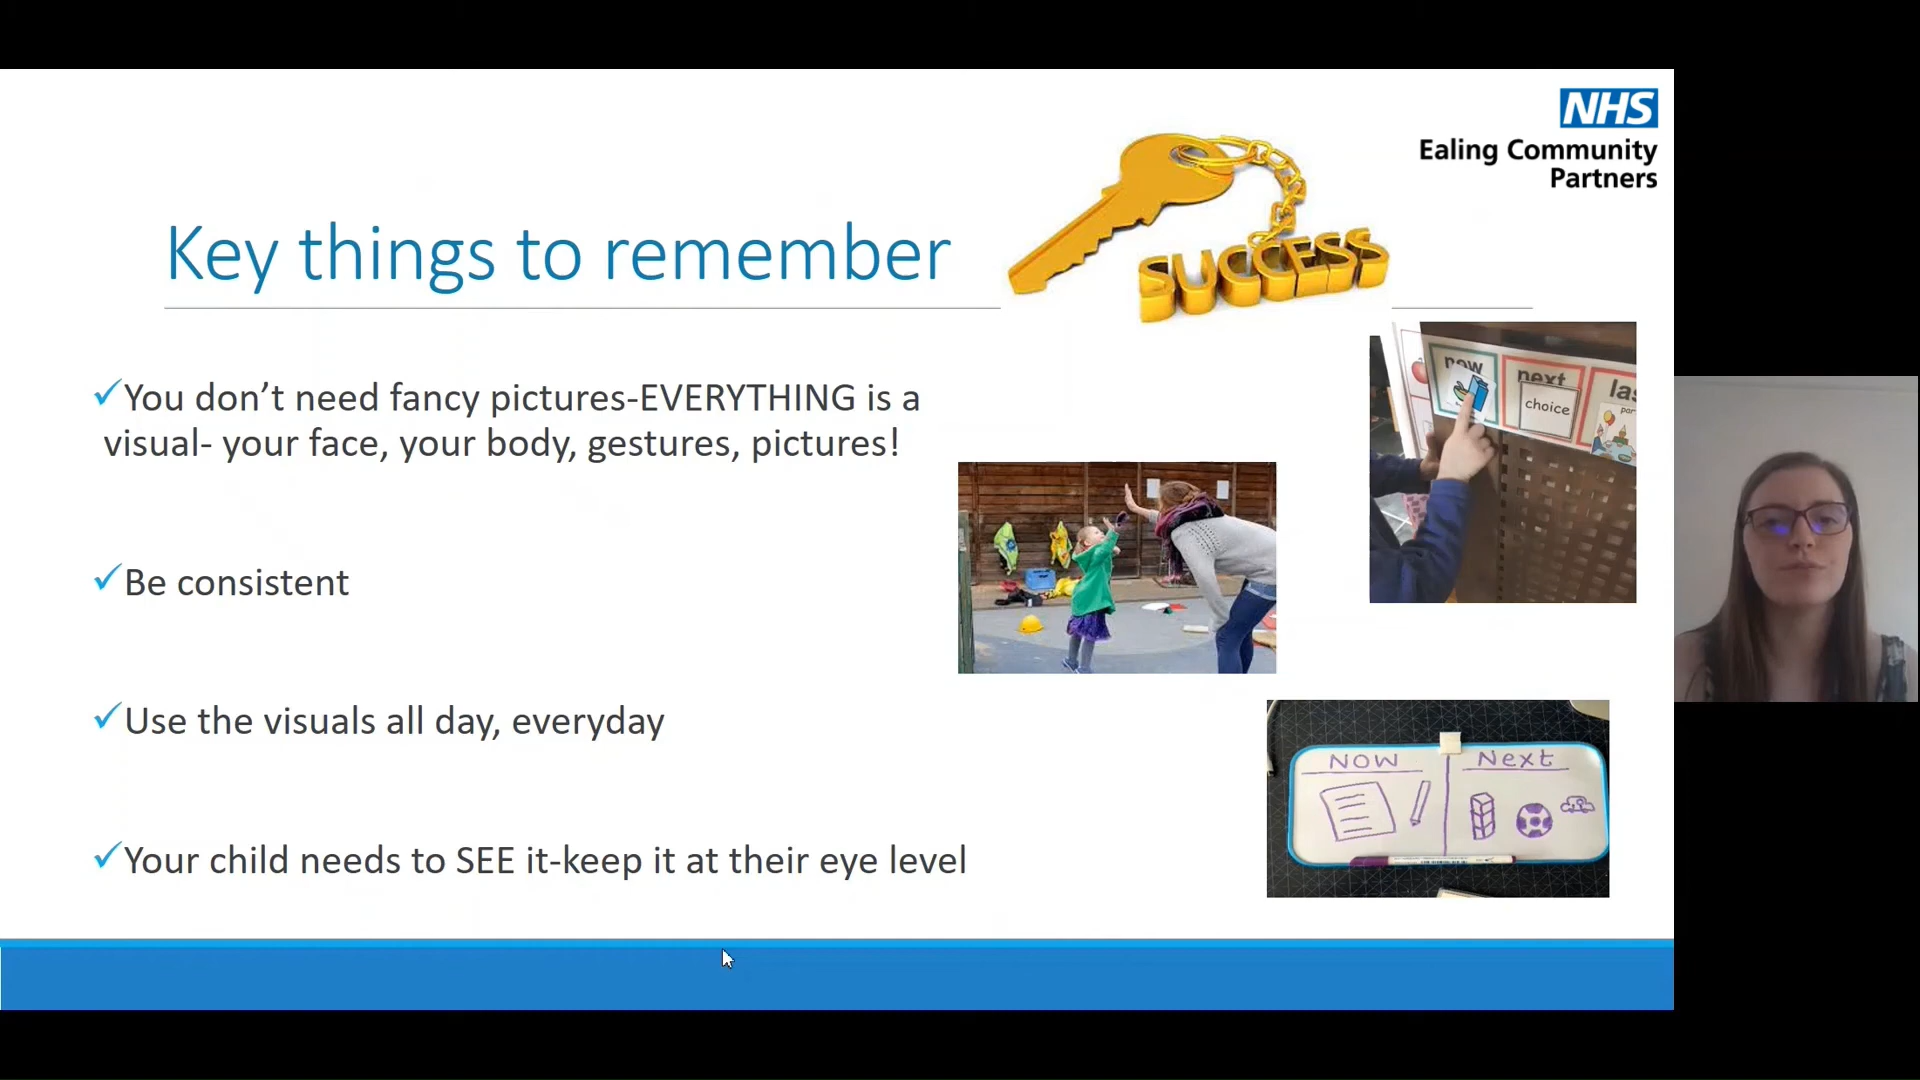 NHS
Ealing Community
Partners
SUCCESS
Key things to remember
You don’t need fancy pictures-EVERYTHING is a
visual- your face, your body, gestures, pictures!
Be consistent
Use the visuals all day, everyday
Your child needs to SEE it-keep it at their eye level
now
next
choice
NOW
Next